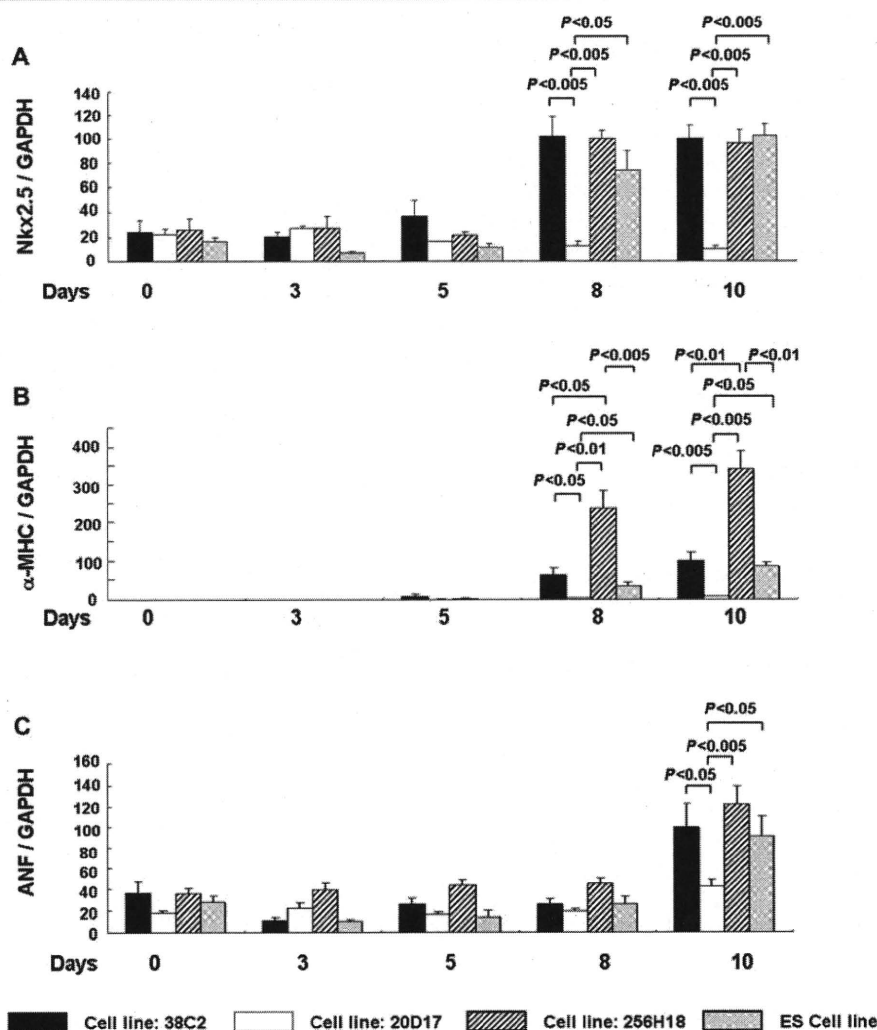 P<0.05
P<0.05
A
P<0.005
P<0.005
P<0.005
P<0.005
Nkx2.5 / GAPDH
140
120
100
80
60
40
20
0
Days 0 3 5 8 10
P<0.005
P<0.01
P<0.01
B
P<0.05
P<0.05
P<0.05
P<0.005
P<0.01
P<0.005
P<0.05
α-MHC / GAPDH
400
300
200
100
0
Days 0 3 5 8 10
P<0.05
C
P<0.005
P<0.05
ANF / GAPDH
160
140
120
100
80
60
40
20
0
Days 0 3 5 8 10
Cell line: 38C2 Cell line: 20D17 Cell line: 256H18 ES Cell line